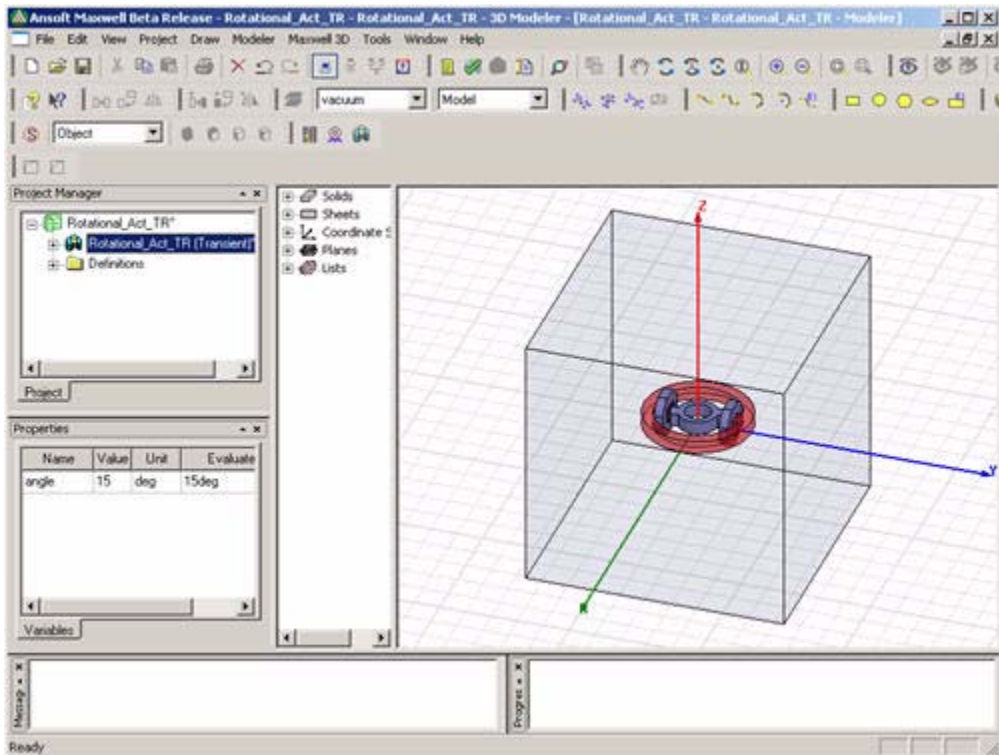 Ansoft Maxwell Beta Release - Rotational_Act_TR - Rotational_Act_TR - 3D Modeler - [Rotational_Act_TR - Rotational_Act_TR - Modeler]
File Edit View Project Draw Modeler Maxwell 3D Tools Window Help
vacuum Model
Object
Project Manager
Rotational_Act_TR*
Rotational_Act_TR (Transient)*
Definitions
Project
Solids
Sheets
Coordinate S
Planes
Lists
Properties
Name Value Unit Evaluate
angle 15 deg 15deg
Variables
Z
Y
X
Messag
Progres
Ready